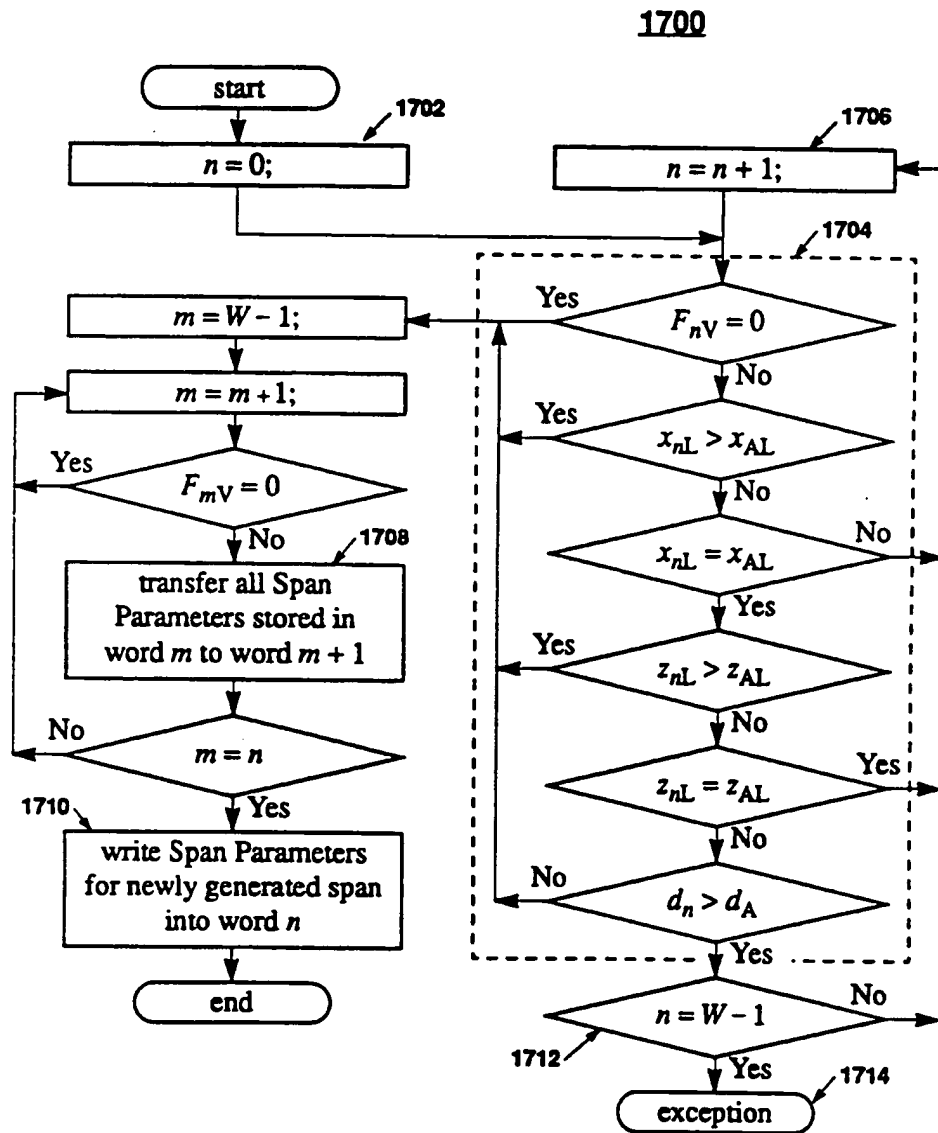 1700
start
1702
n = 0;
1706
n = n + 1;
1704
Yes
F_nV = 0
No
m = W – 1;
m = m + 1;
Yes
x_nL > x_AL
No
Yes
F_mV = 0
No
1708
x_nL = x_AL
No
Yes
transfer all Span
Parameters stored in
word m to word m + 1
Yes
z_nL > z_AL
No
No
m = n
Yes
z_nL = z_AL
Yes
No
1710
write Span Parameters
for newly generated span
into word n
No
d_n > d_A
Yes
end
n = W – 1
No
1712
Yes
1714
exception